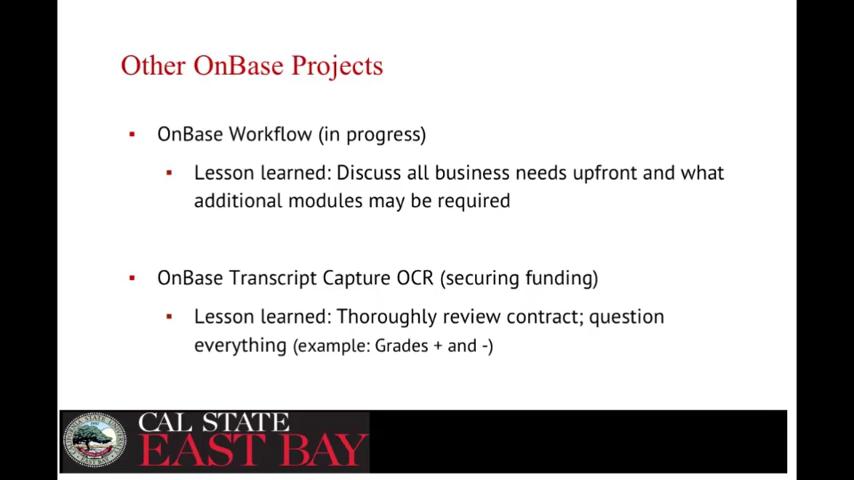 Other OnBase Projects
▪ OnBase Workflow (in progress)
▪ Lesson learned: Discuss all business needs upfront and what
additional modules may be required
▪ OnBase Transcript Capture OCR (securing funding)
▪ Lesson learned: Thoroughly review contract; question
everything (example: Grades + and -)
CAL STATE
EAST BAY